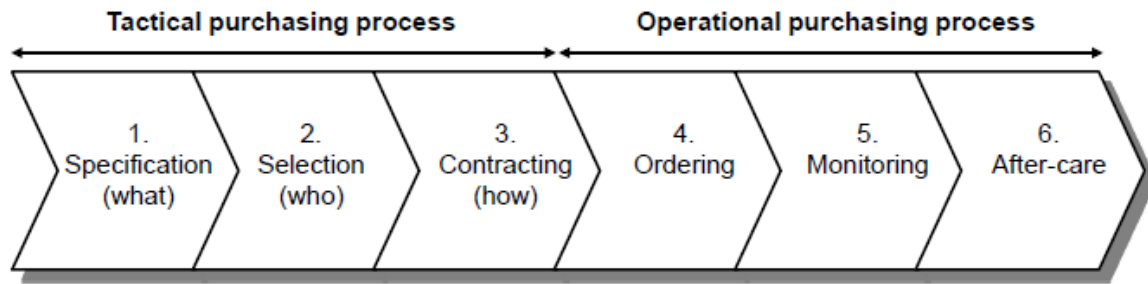 Tactical purchasing process
Operational purchasing process
1.
Specification
(what)
2.
Selection
(who)
3.
Contracting
(how)
4.
Ordering
5.
Monitoring
6.
After-care